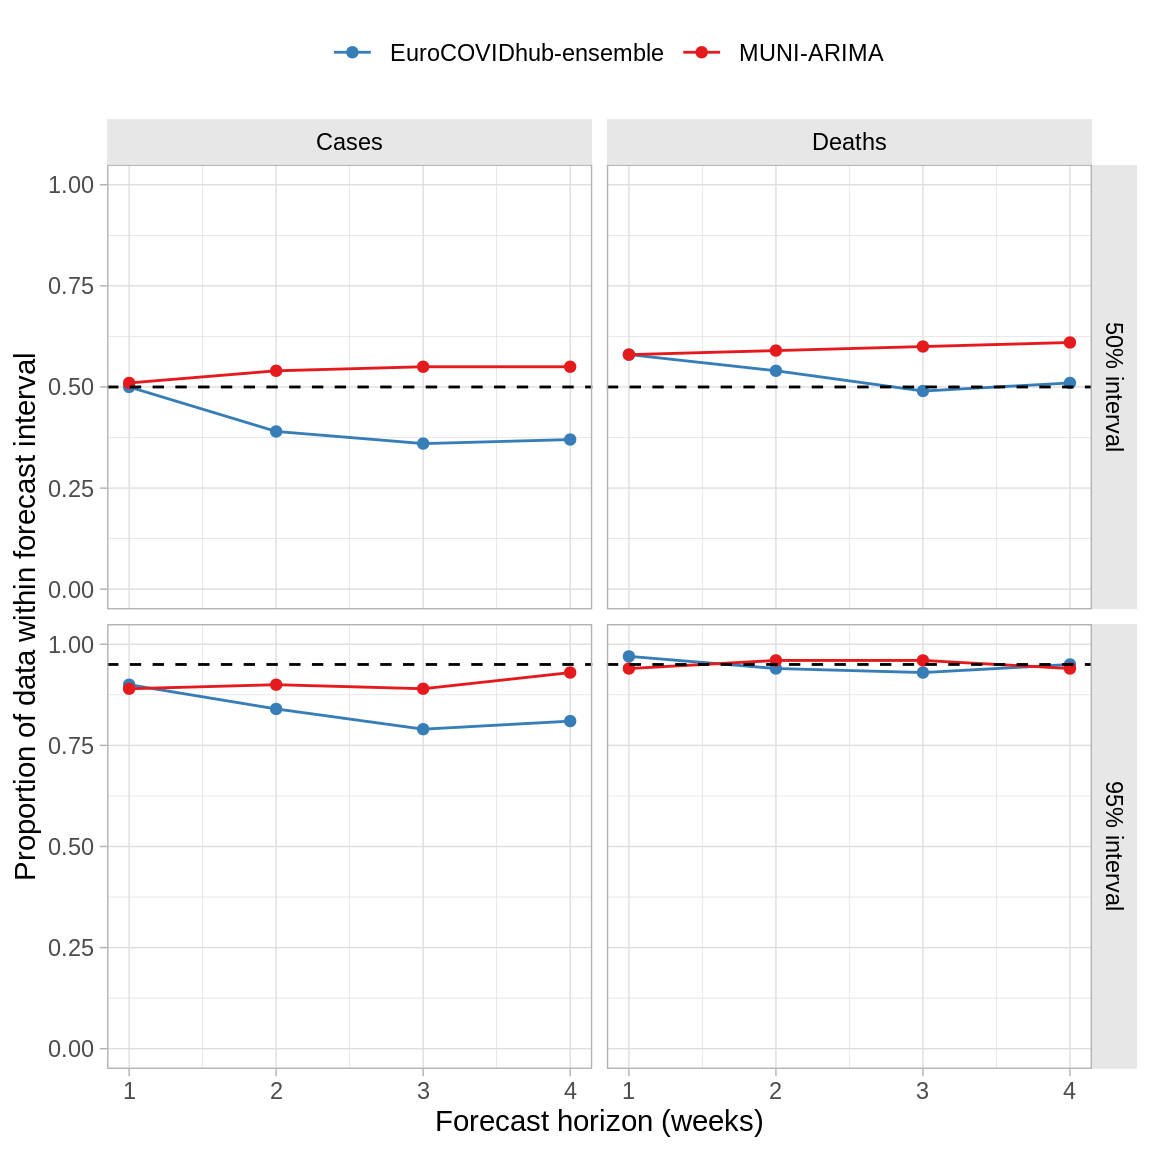 EuroCOVIDhub-ensemble MUNI-ARIMA
Cases Deaths
1.00
0.75
0.50
0.25
0.00
50% interval
1.00
0.75
0.50
0.25
0.00
95% interval
Proportion of data within forecast interval
1 2 3 4 1 2 3 4
Forecast horizon (weeks)